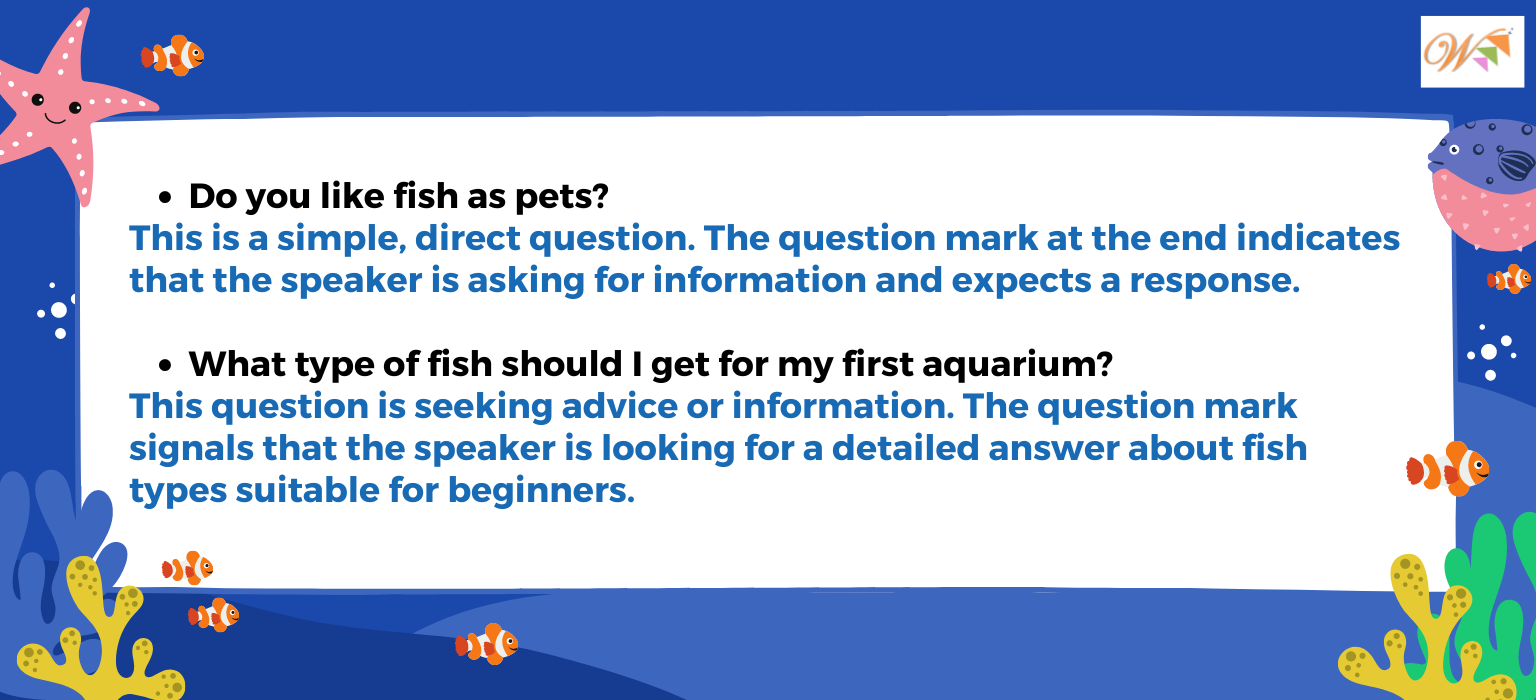 W
• Do you like fish as pets?
This is a simple, direct question. The question mark at the end indicates
that the speaker is asking for information and expects a response.
• What type of fish should I get for my first aquarium?
This question is seeking advice or information. The question mark
signals that the speaker is looking for a detailed answer about fish
types suitable for beginners.